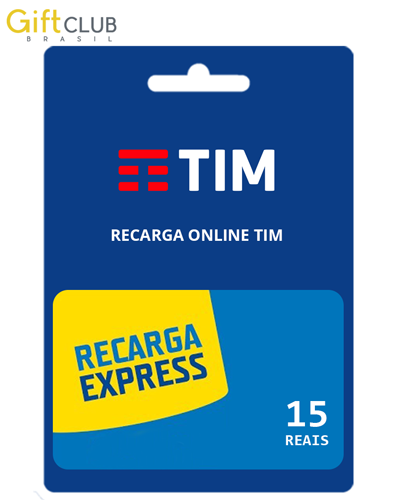 GiftCLUB
BRASIL
TIM
RECARGA ONLINE TIM
RECARGA
EXPRESS
15
REAIS